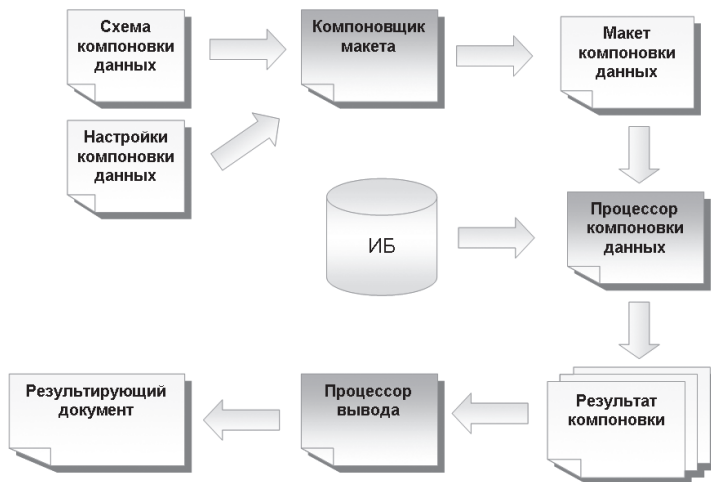 Схема
компоновки
данных
Компоновщик
макета
Макет
компоновки
данных
Настройки
компоновки
данных
Процессор
компоновки
данных
ИБ
Результирующий
документ
Процессор
вывода
Результат
компоновки